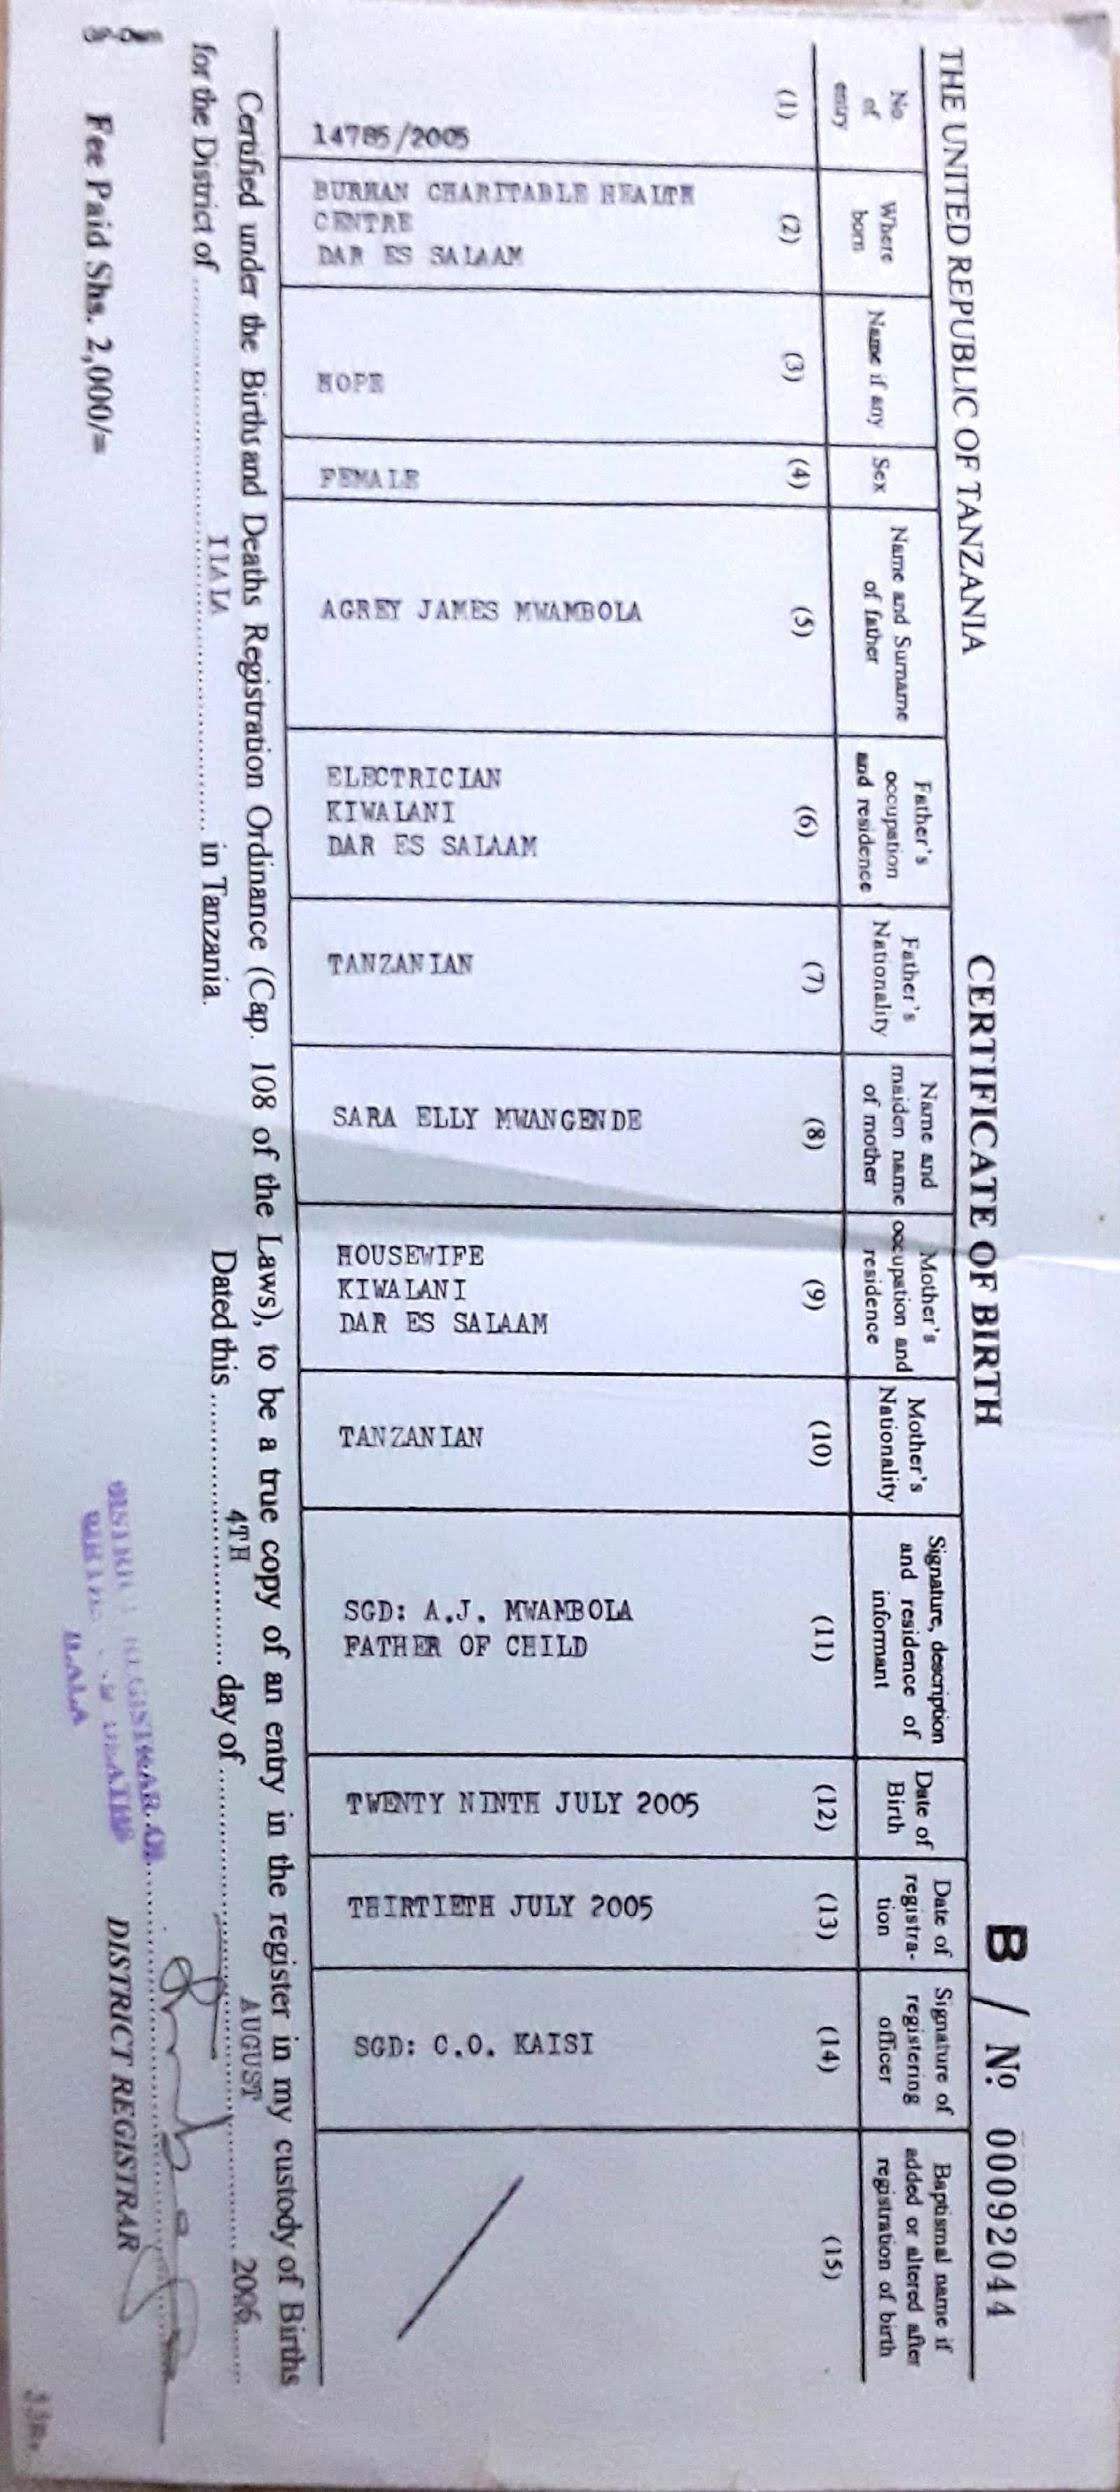 THE UNITED REPUBLIC OF TANZANIA
CERTIFICATE OF BIRTH
B / Nº 00092044
No
of
entry
Where
born
Name if any
Sex
Name and Surname
of father
Father's
occupation
and residence
Father's
Nationality
Name and
maiden name
of mother
Mother's
occupation and
residence
Mother's
Nationality
Signature, description
and residence of
informant
Date of
Birth
Date of
registra-
tion
Signature of
registering
officer
Baptismal name if
added or altered after
registration of birth
(1) (2) (3) (4) (5) (6) (7) (8) (9) (10) (11) (12) (13) (14) (15)
14785/2005
BURHAN CHARITABLE HEALTH
CENTRE
DAR ES SALAAM
HOPE
FEMALE
AGREY JAMES MWAMBOLA
ELECTRICIAN
KIWALANI
DAR ES SALAAM
TANZANIAN
SARA ELLY MWANGENDE
HOUSEWIFE
KIWALANI
DAR ES SALAAM
TANZANIAN
SGD: A.J. MWAMBOLA
FATHER OF CHILD
TWENTY NINTH JULY 2005
THIRTIETH JULY 2005
SGD: C.O. KAISI
Certified under the Births and Deaths Registration Ordinance (Cap. 108 of the Laws), to be a true copy of an entry in the register in my custody of Births
for the District of ILALA in Tanzania. Dated this 4TH day of AUGUST 2006
DISTRICT REGISTRAR OF
DEATHS
ILALA
DISTRICT REGISTRAR
Fee Paid Shs. 2,000/=